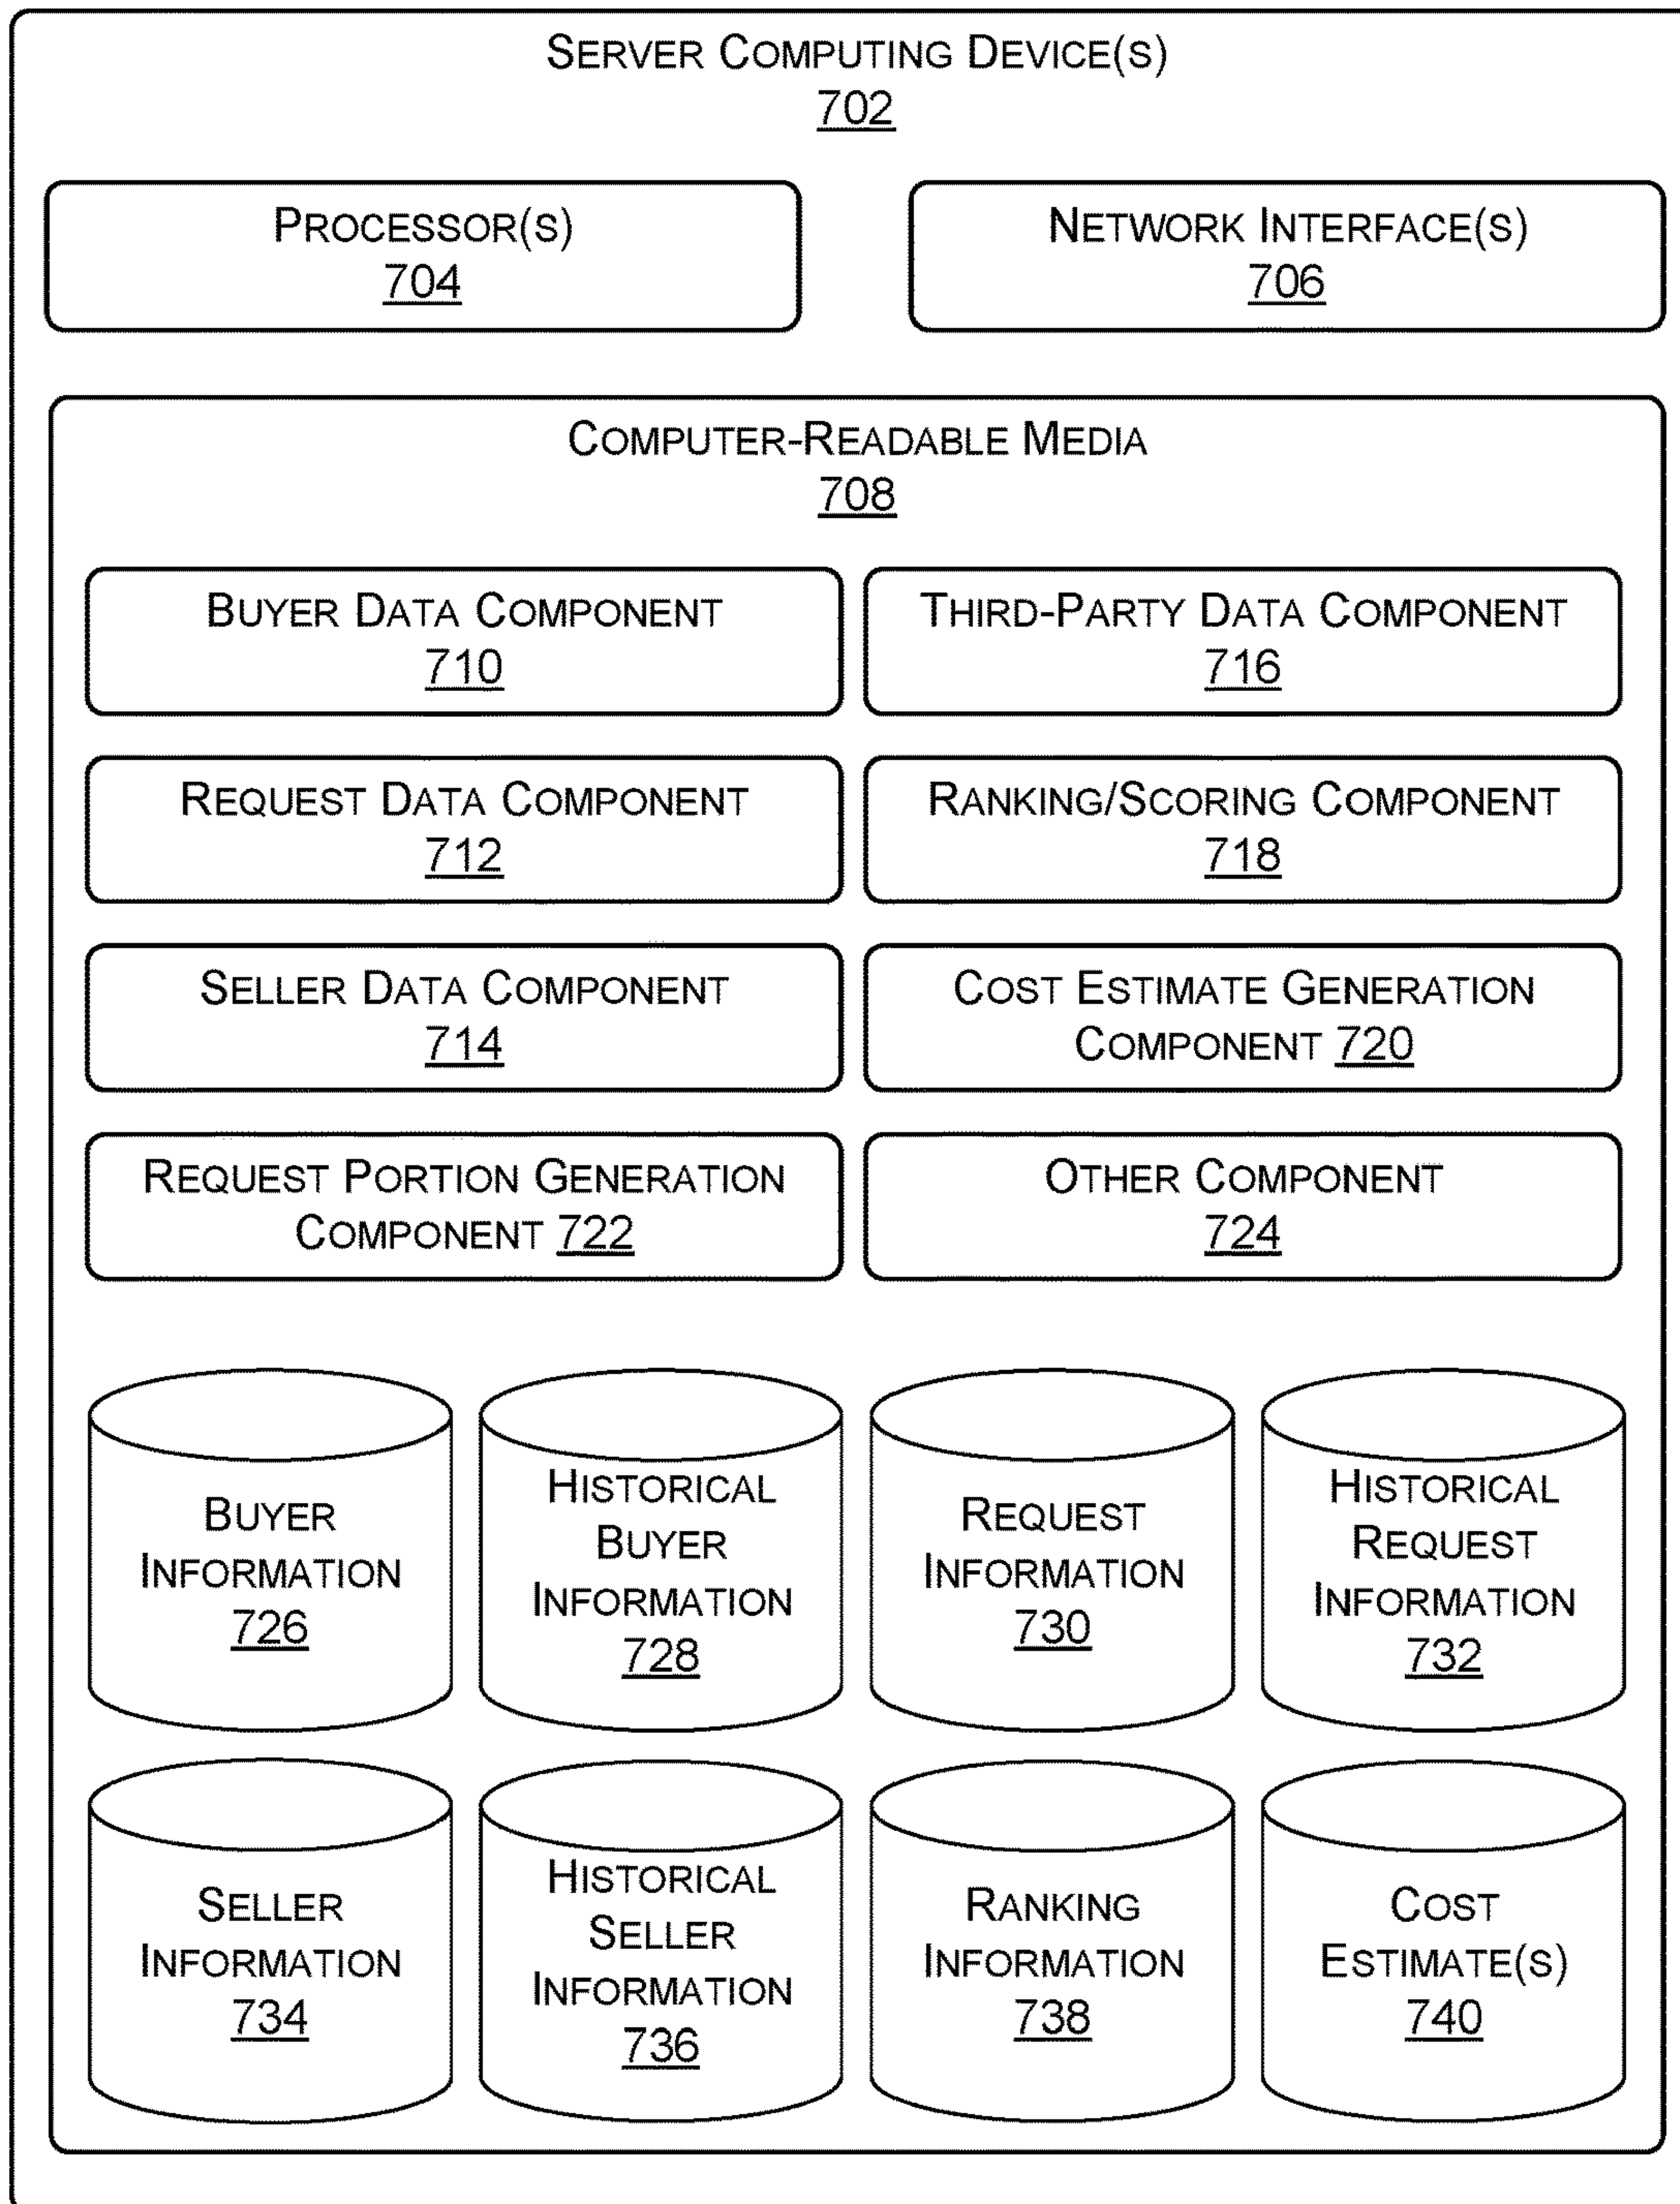 SERVER COMPUTING DEVICE(S)
702
PROCESSOR(S)
704
NETWORK INTERFACE(S)
706
COMPUTER-READABLE MEDIA
708
BUYER DATA COMPONENT
710
THIRD-PARTY DATA COMPONENT
716
REQUEST DATA COMPONENT
712
RANKING/SCORING COMPONENT
718
SELLER DATA COMPONENT
714
COST ESTIMATE GENERATION
COMPONENT 720
REQUEST PORTION GENERATION
COMPONENT 722
OTHER COMPONENT
724
BUYER
INFORMATION
726
HISTORICAL
BUYER
INFORMATION
728
REQUEST
INFORMATION
730
HISTORICAL
REQUEST
INFORMATION
732
SELLER
INFORMATION
734
HISTORICAL
SELLER
INFORMATION
736
RANKING
INFORMATION
738
COST
ESTIMATE(S)
740